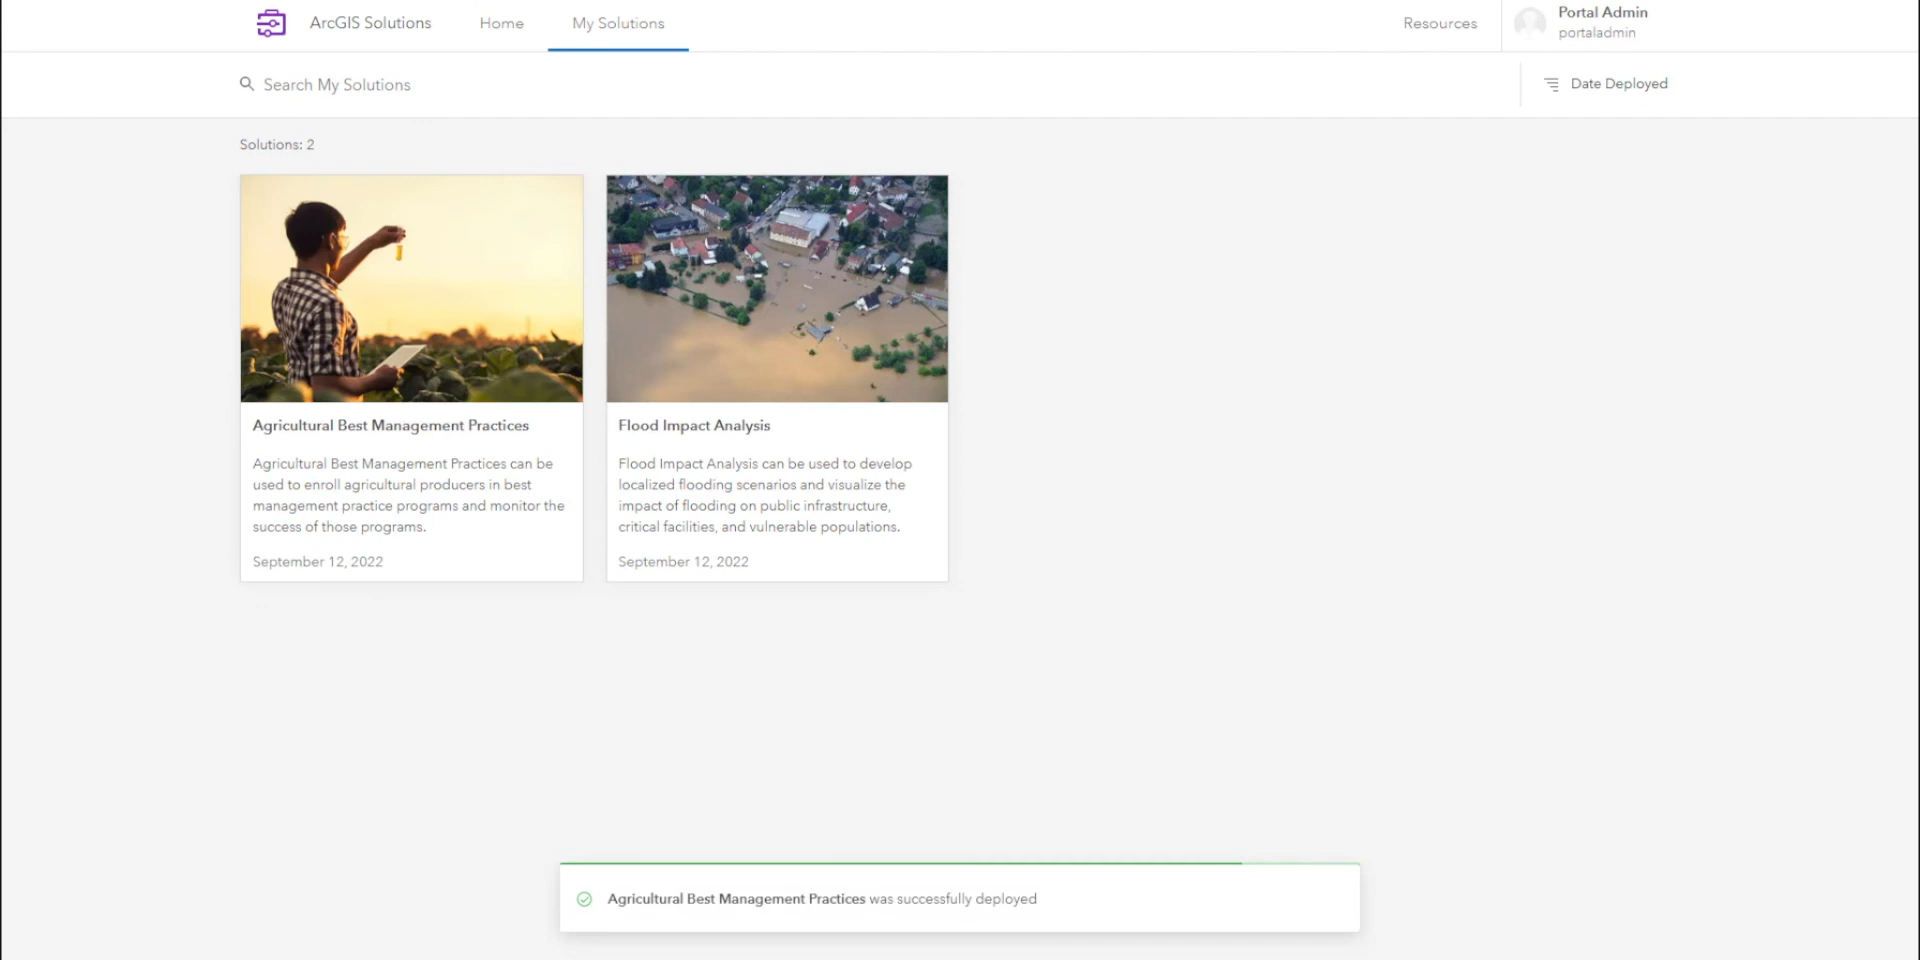 ArcGIS Solutions
Home
My Solutions
Resources
Portal Admin
portaladmin
Search My Solutions
Date Deployed
Solutions: 2
Agricultural Best Management Practices
Agricultural Best Management Practices can be
used to enroll agricultural producers in best
management practice programs and monitor the
success of those programs.
September 12, 2022
Flood Impact Analysis
Flood Impact Analysis can be used to develop
localized flooding scenarios and visualize the
impact of flooding on public infrastructure,
critical facilities, and vulnerable populations.
September 12, 2022
Agricultural Best Management Practices was successfully deployed